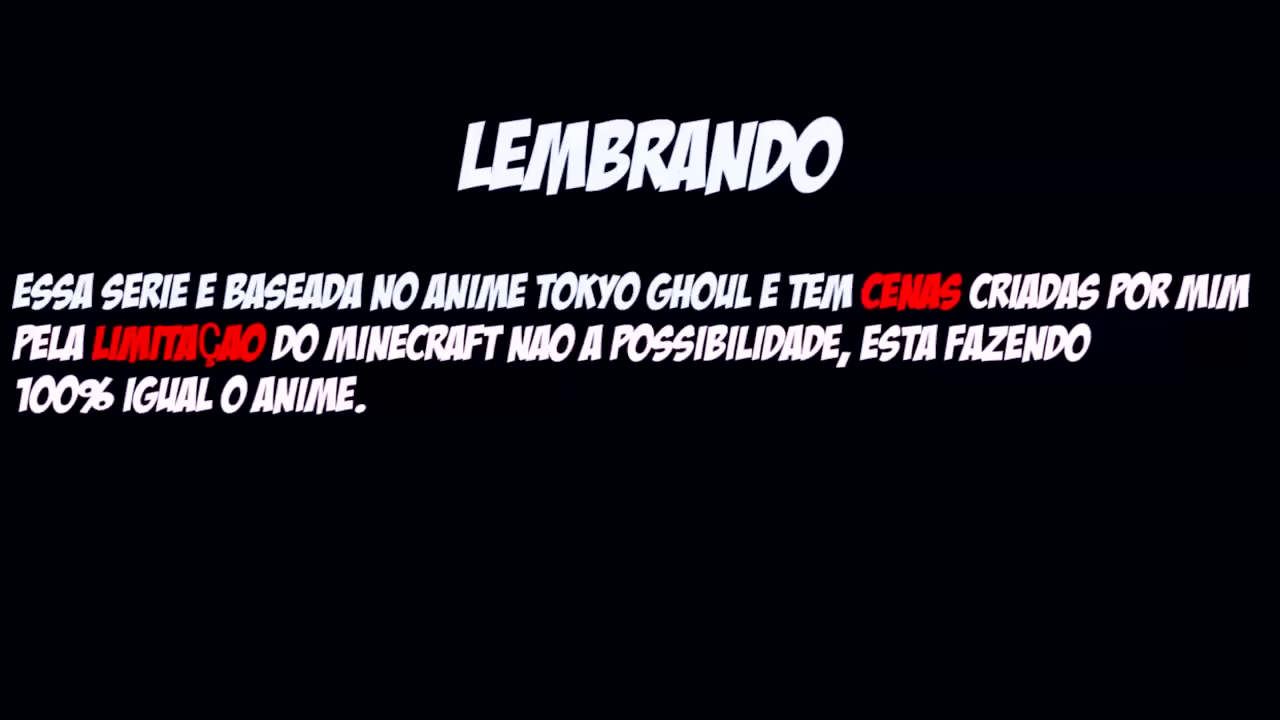 LEMBRANDO
ESSA SERIE E BASEADA NO ANIME TOKYO GHOUL E TEM CENAS CRIADAS POR MIM
PELA LIMITAÇAO DO MINECRAFT NAO A POSSIBILIDADE, ESTA FAZENDO
100% IGUAL O ANIME.